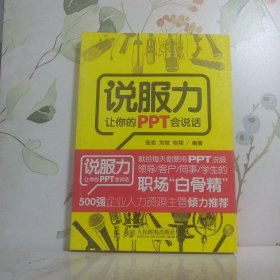 说服力
让你的PPT会说话
张志 刘俊 包翔 / 编著
说服力
让你的PPT会说话
献给每天都要用PPT说服
领导/客户/同事/学生的
职场“白骨精”
500强企业人力资源主管倾力推荐
人民邮电出版社